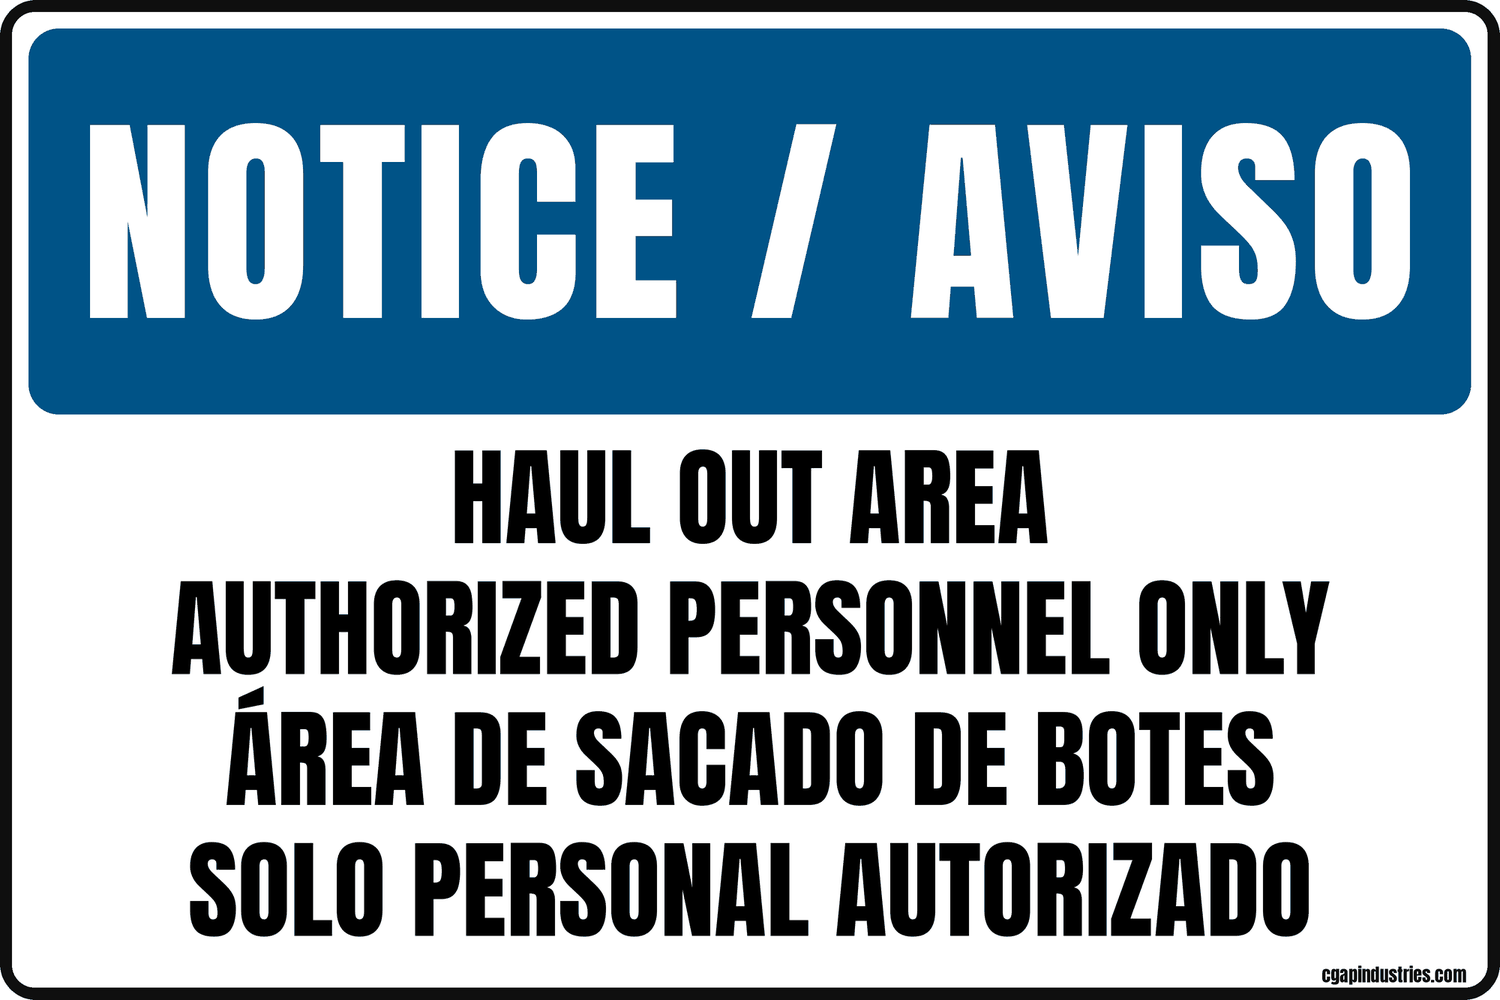 NOTICE / AVISO
HAUL OUT AREA
AUTHORIZED PERSONNEL ONLY
ÁREA DE SACADO DE BOTES
SOLO PERSONAL AUTORIZADO
cgapindustries.com